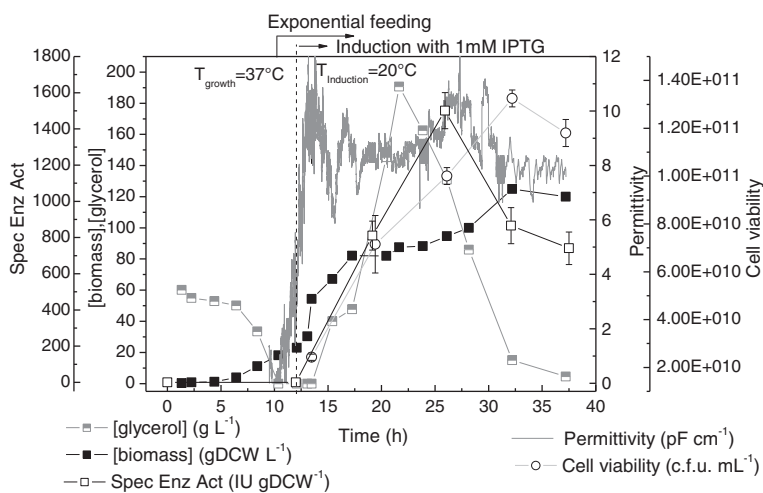 Exponential feeding
Induction with 1mM IPTG
T growth=37°C
T Induction=20°C
Spec Enz Act
1800
1600
1400
1200
1000
800
600
400
200
0
[biomass],[glycerol]
200
180
160
140
120
100
80
60
40
20
0
12
10
8
6
4
2
0
Permittivity
1.40E+011
1.20E+011
1.00E+011
8.00E+010
6.00E+010
4.00E+010
2.00E+010
Cell viability
0 5 10 15 20 25 30 35 40
Time (h)
[glycerol] (g L-1)
[biomass] (gDCW L-1)
Spec Enz Act (IU gDCW-1)
Permittivity (pF cm-1)
Cell viability (c.f.u. mL-1)